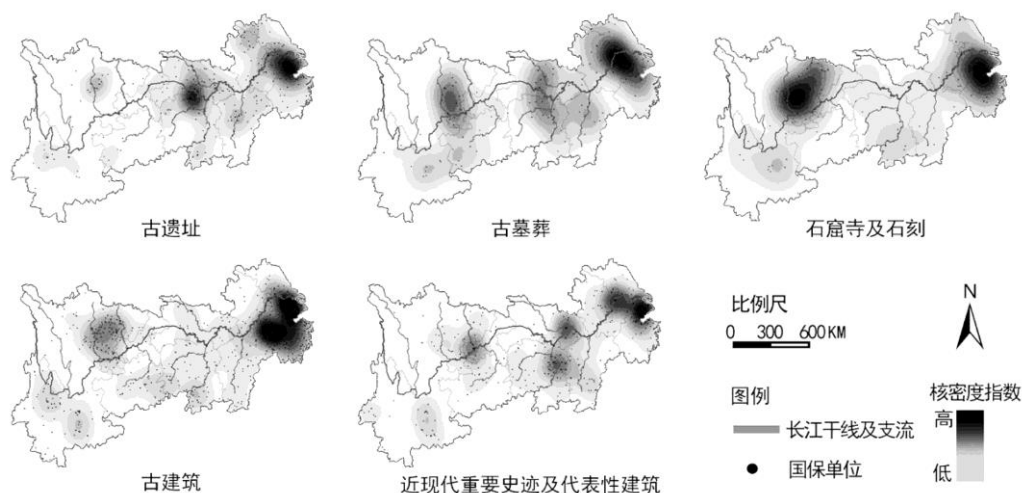 古遗址
古墓葬
石窟寺及石刻
古建筑
近现代重要史迹及代表性建筑
比例尺
0 300 600KM
N
图例
长江干线及支流
国保单位
核密度指数
高
低